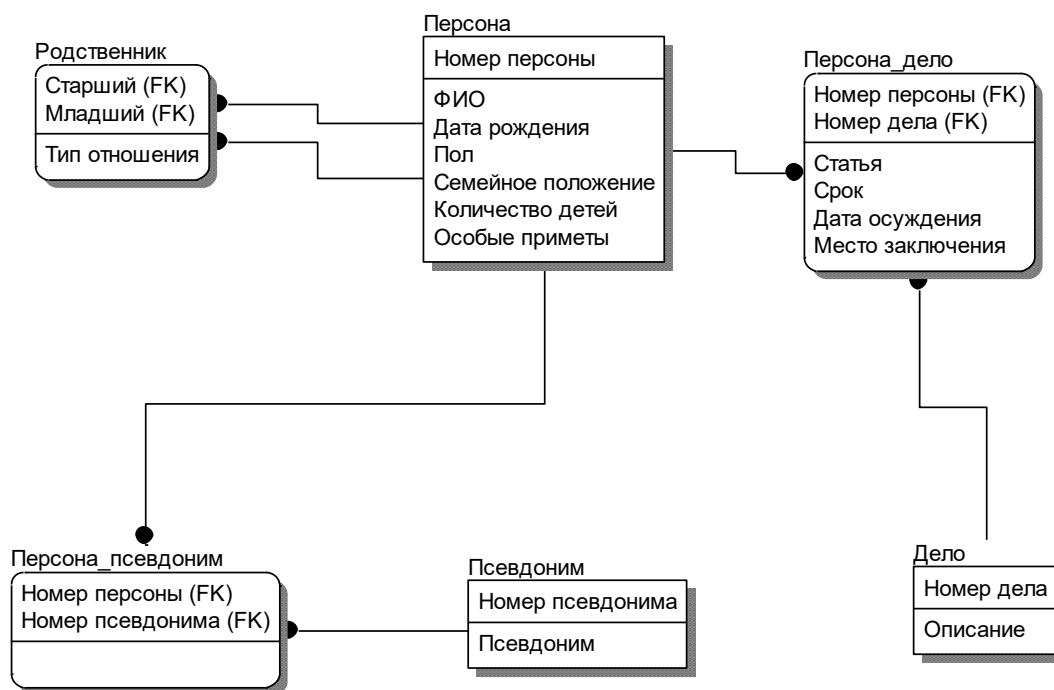 Родственник
Старший (FK)
Младший (FK)
Тип отношения
Персона
Номер персоны
ФИО
Дата рождения
Пол
Семейное положение
Количество детей
Особые приметы
Персона_дело
Номер персоны (FK)
Номер дела (FK)
Статья
Срок
Дата осуждения
Место заключения
Персона_псевдоним
Номер персоны (FK)
Номер псевдонима (FK)
Псевдоним
Номер псевдонима
Псевдоним
Дело
Номер дела
Описание